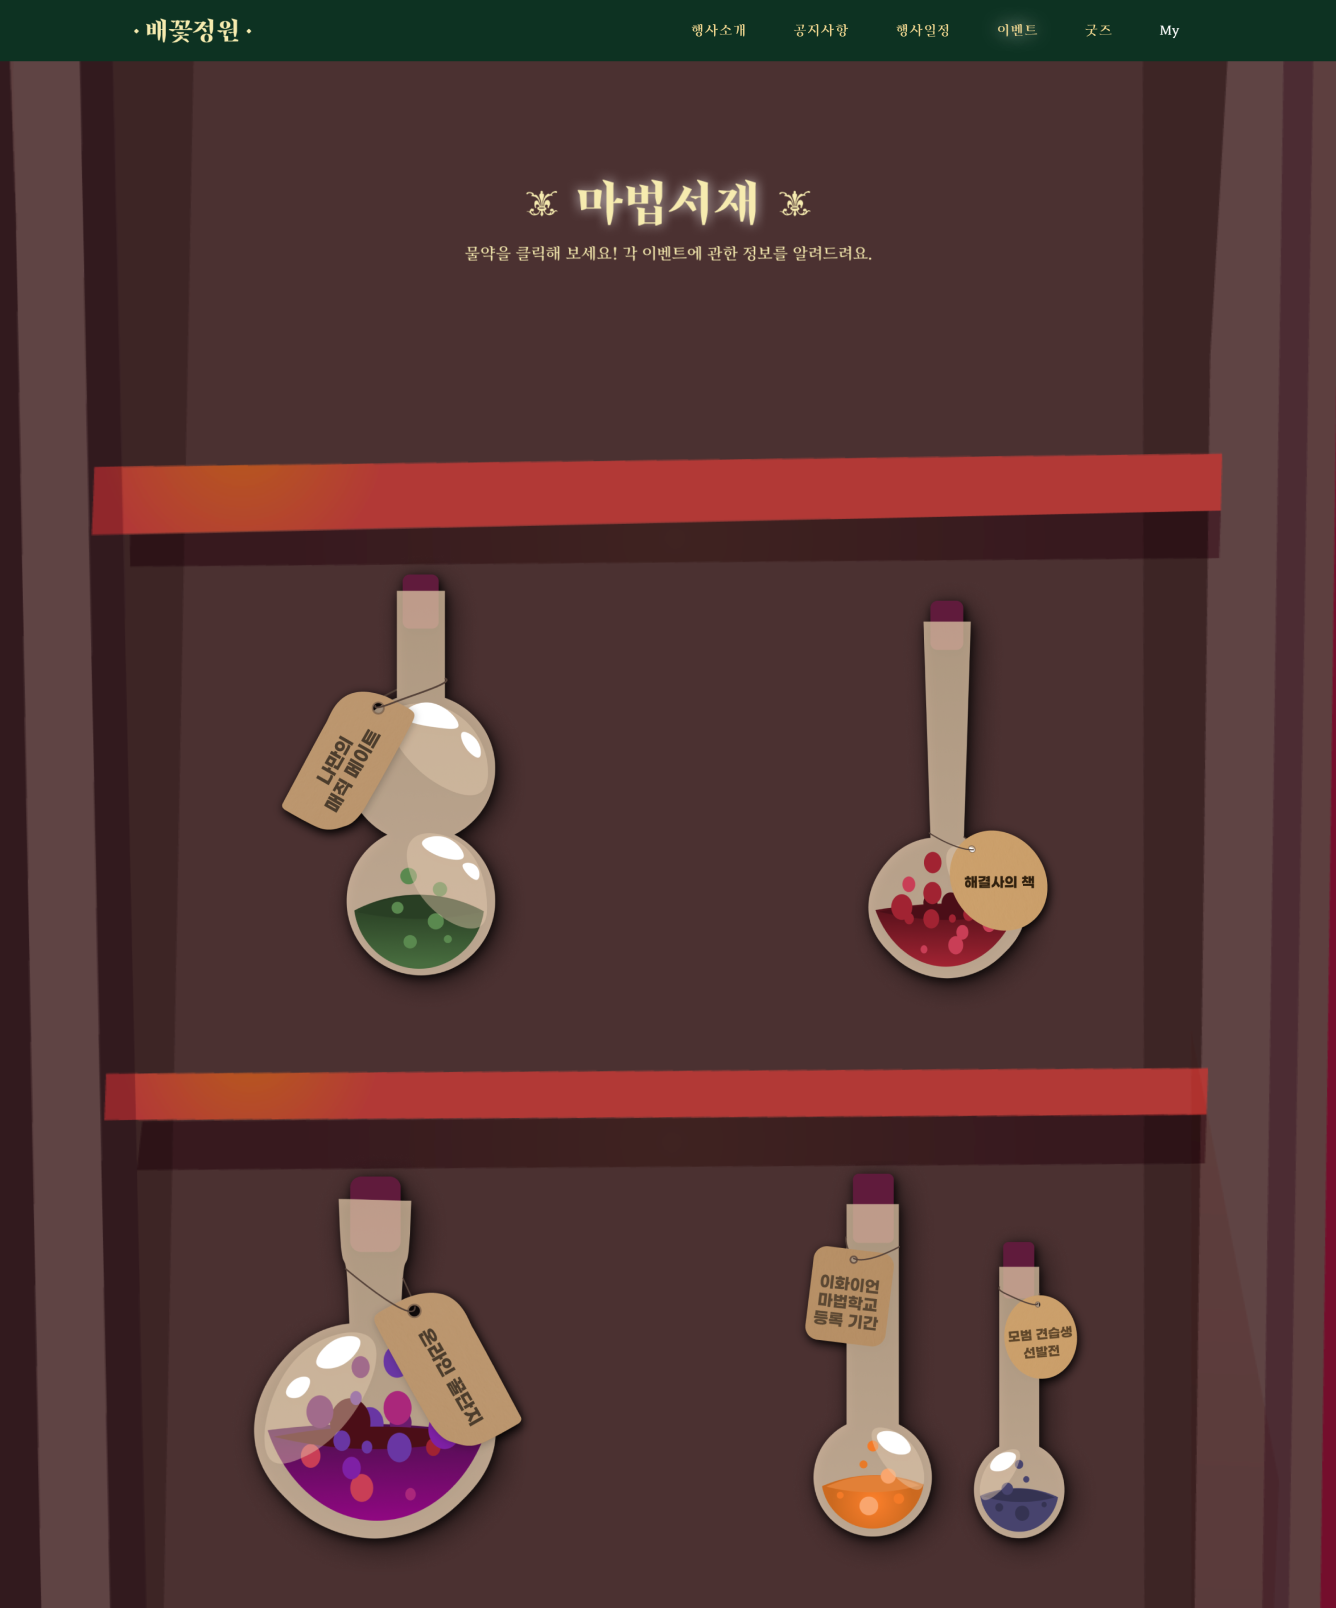 · 배꽃정원 ·
행사소개 공지사항 행사일정 이벤트 굿즈 My
마법서재
물약을 클릭해 보세요! 각 이벤트에 관한 정보를 알려드려요.
나만의
매직 메이트
해결사의 책
온라인 꿀단지
이화이언
마법학교
등록 기간
모범 견습생
선발전